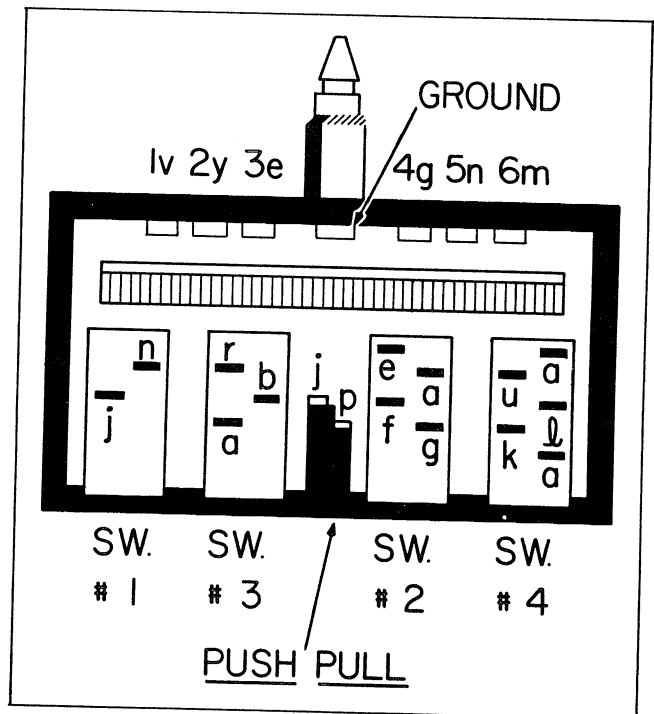 GROUND
1v 2y 3e 4g 5n 6m
n r b j p e a u a
j a f g k l a
SW. SW. SW. SW.
# 1 # 3 # 2 # 4
PUSH PULL